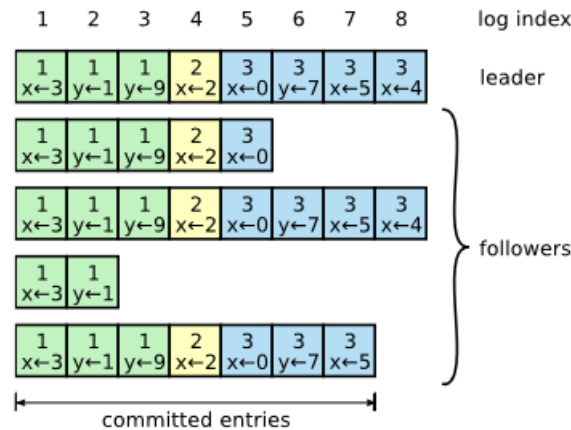 1 2 3 4 5 6 7 8 log index
1 1 1 2 3 3 3 3
x←3 y←1 y←9 x←2 x←0 y←7 x←5 x←4
leader
1 1 1 2 3
x←3 y←1 y←9 x←2 x←0
1 1 1 2 3 3 3 3
x←3 y←1 y←9 x←2 x←0 y←7 x←5 x←4
followers
1 1
x←3 y←1
1 1 1 2 3 3 3
x←3 y←1 y←9 x←2 x←0 y←7 x←5
committed entries